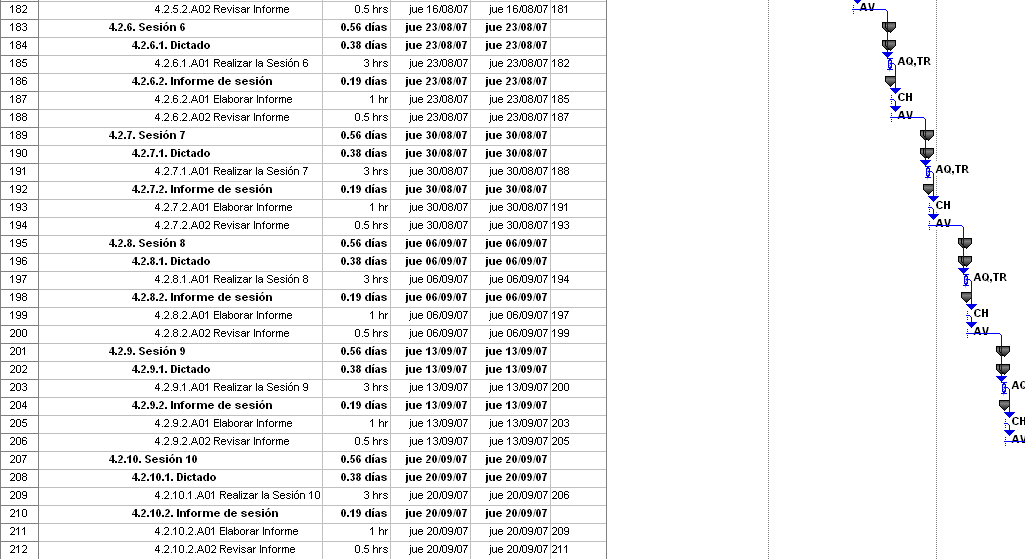 182 4.2.5.2.A02 Revisar Informe 0.5 hrs jue 16/08/07 jue 16/08/07 181 AV
183 4.2.6. Sesión 6 0.56 días jue 23/08/07 jue 23/08/07
184 4.2.6.1. Dictado 0.38 días jue 23/08/07 jue 23/08/07
185 4.2.6.1.A01 Realizar la Sesión 6 3 hrs jue 23/08/07 jue 23/08/07 182 AQ,TR
186 4.2.6.2. Informe de sesión 0.19 días jue 23/08/07 jue 23/08/07
187 4.2.6.2.A01 Elaborar Informe 1 hr jue 23/08/07 jue 23/08/07 185 CH
188 4.2.6.2.A02 Revisar Informe 0.5 hrs jue 23/08/07 jue 23/08/07 187 AV
189 4.2.7. Sesión 7 0.56 días jue 30/08/07 jue 30/08/07
190 4.2.7.1. Dictado 0.38 días jue 30/08/07 jue 30/08/07
191 4.2.7.1.A01 Realizar la Sesión 7 3 hrs jue 30/08/07 jue 30/08/07 188 AQ,TR
192 4.2.7.2. Informe de sesión 0.19 días jue 30/08/07 jue 30/08/07
193 4.2.7.2.A01 Elaborar Informe 1 hr jue 30/08/07 jue 30/08/07 191 CH
194 4.2.7.2.A02 Revisar Informe 0.5 hrs jue 30/08/07 jue 30/08/07 193 AV
195 4.2.8. Sesión 8 0.56 días jue 06/09/07 jue 06/09/07
196 4.2.8.1. Dictado 0.38 días jue 06/09/07 jue 06/09/07
197 4.2.8.1.A01 Realizar la Sesión 8 3 hrs jue 06/09/07 jue 06/09/07 194 AQ,TR
198 4.2.8.2. Informe de sesión 0.19 días jue 06/09/07 jue 06/09/07
199 4.2.8.2.A01 Elaborar Informe 1 hr jue 06/09/07 jue 06/09/07 197 CH
200 4.2.8.2.A02 Revisar Informe 0.5 hrs jue 06/09/07 jue 06/09/07 199 AV
201 4.2.9. Sesión 9 0.56 días jue 13/09/07 jue 13/09/07
202 4.2.9.1. Dictado 0.38 días jue 13/09/07 jue 13/09/07
203 4.2.9.1.A01 Realizar la Sesión 9 3 hrs jue 13/09/07 jue 13/09/07 200 AQ
204 4.2.9.2. Informe de sesión 0.19 días jue 13/09/07 jue 13/09/07
205 4.2.9.2.A01 Elaborar Informe 1 hr jue 13/09/07 jue 13/09/07 203 CH
206 4.2.9.2.A02 Revisar Informe 0.5 hrs jue 13/09/07 jue 13/09/07 205 AV
207 4.2.10. Sesión 10 0.56 días jue 20/09/07 jue 20/09/07
208 4.2.10.1. Dictado 0.38 días jue 20/09/07 jue 20/09/07
209 4.2.10.1.A01 Realizar la Sesión 10 3 hrs jue 20/09/07 jue 20/09/07 206
210 4.2.10.2. Informe de sesión 0.19 días jue 20/09/07 jue 20/09/07
211 4.2.10.2.A01 Elaborar Informe 1 hr jue 20/09/07 jue 20/09/07 209
212 4.2.10.2.A02 Revisar Informe 0.5 hrs jue 20/09/07 jue 20/09/07 211